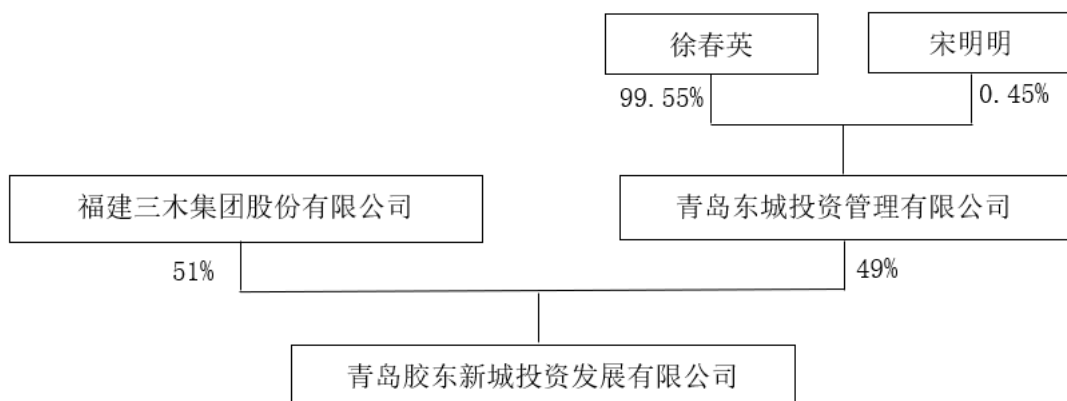 徐春英
宋明明
99.55%
0.45%
福建三木集团股份有限公司
青岛东城投资管理有限公司
51%
49%
青岛胶东新城投资发展有限公司